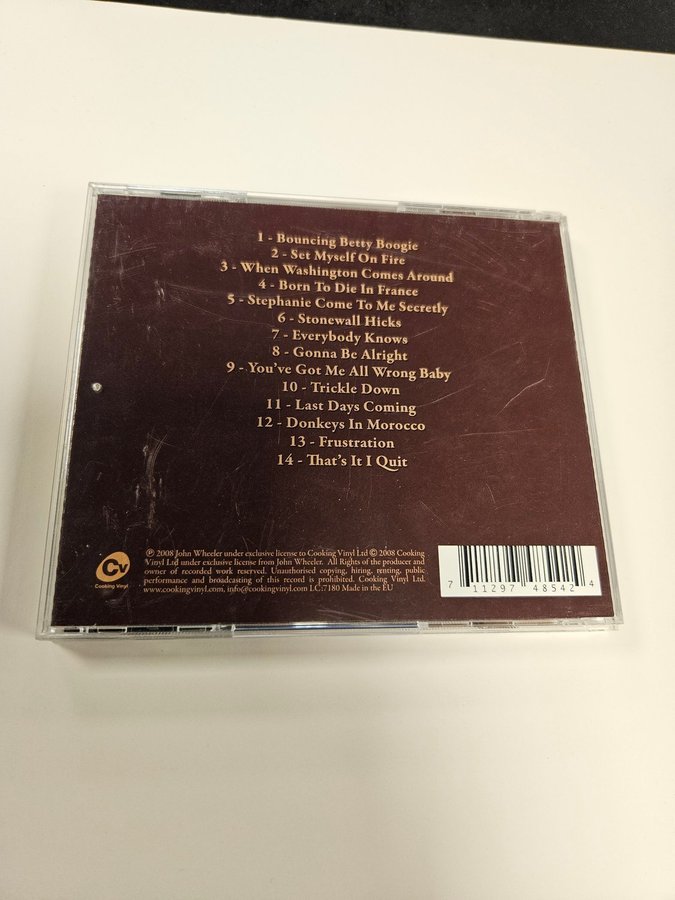 1 - Bouncing Betty Boogie
2 - Set Myself On Fire
3 - When Washington Comes Around
4 - Born To Die In France
5 - Stephanie Come To Me Secretly
6 - Stonewall Hicks
7 - Everybody Knows
8 - Gonna Be Alright
9 - You've Got Me All Wrong Baby
10 - Trickle Down
11 - Last Days Coming
12 - Donkeys In Morocco
13 - Frustration
14 - That's It I Quit
Cv
Cooking Vinyl
℗ 2008 John Wheeler under exclusive license to Cooking Vinyl Ltd © 2008 Cooking
Vinyl Ltd under exclusive license from John Wheeler. All Rights of the producer and
owner of recorded work reserved. Unauthorised copying, hiring, renting, public
performance and broadcasting of this record is prohibited. Cooking Vinyl Ltd.
www.cookingvinyl.com, info@cookingvinyl.com LC:7180 Made in the EU
7 11297 48542 4